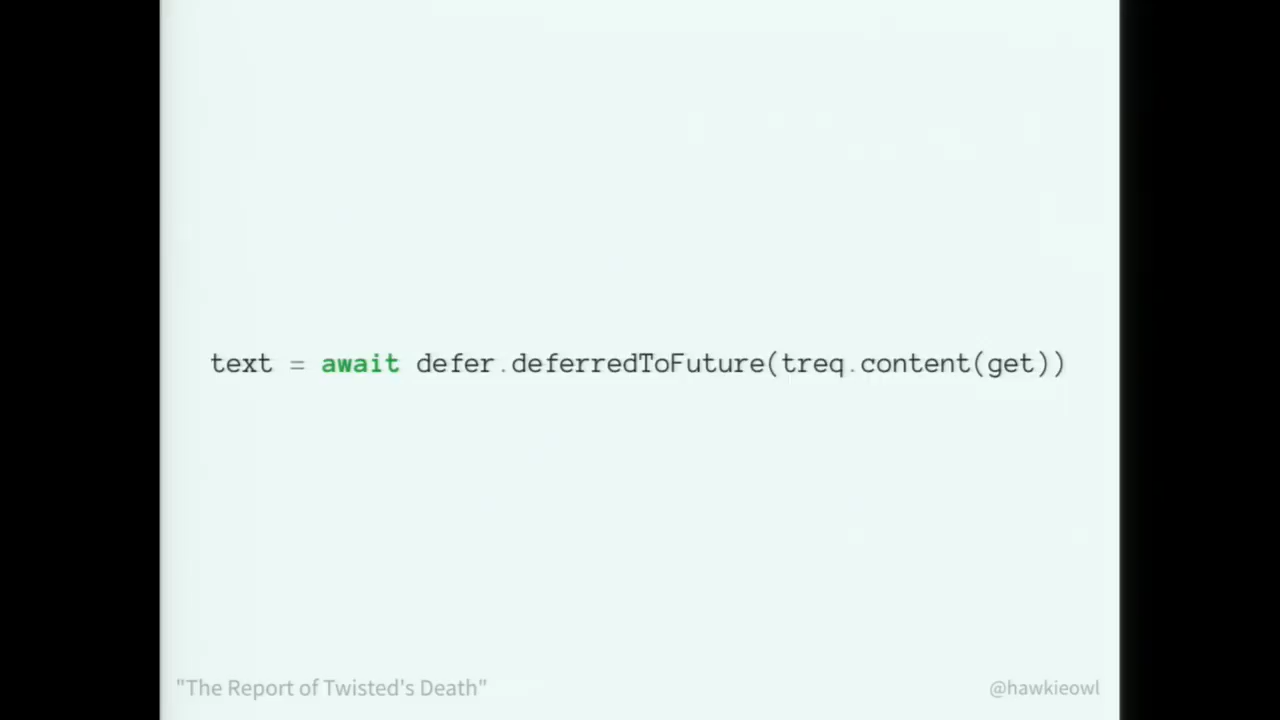 text = await defer.deferredToFuture(treq.content(get))
"The Report of Twisted's Death"
@hawkieowl